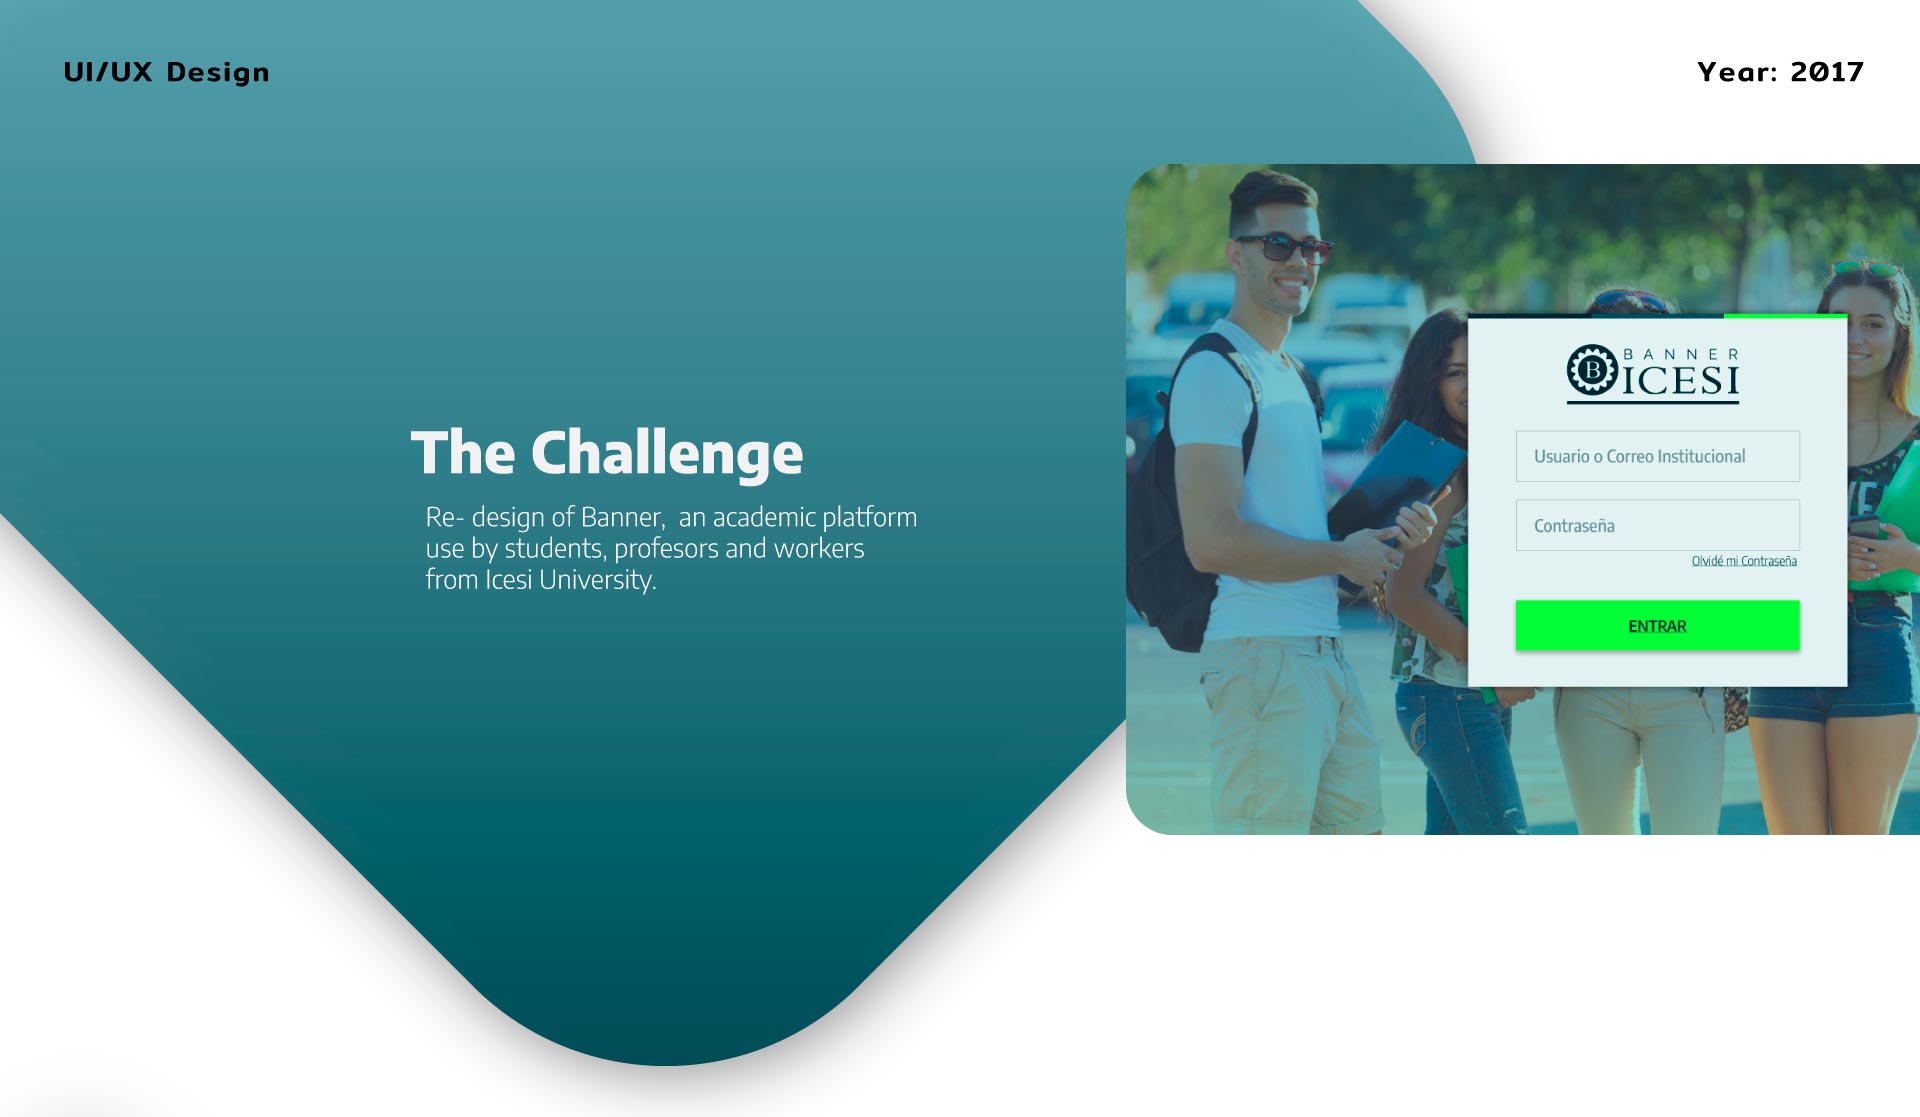 UI/UX Design
Year: 2017
The Challenge
Re- design of Banner,  an academic platform
use by students, profesors and workers
from Icesi University.
B
BANNER
ICESI
Usuario o Correo Institucional
Contraseña
Olvidé mi Contraseña
ENTRAR